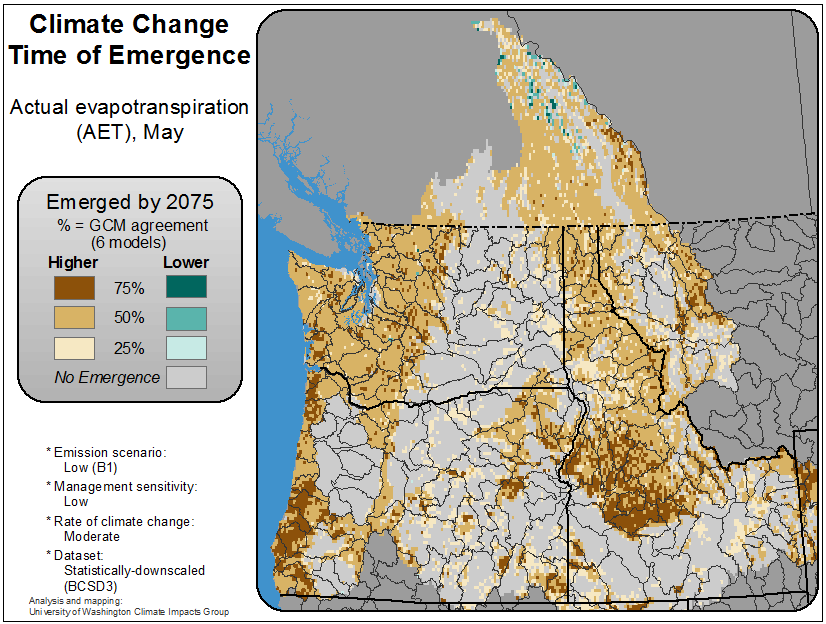 Climate Change
Time of Emergence
Actual evapotranspiration
(AET), May
Emerged by 2075
% = GCM agreement
(6 models)
Higher Lower
75%
50%
25%
No Emergence
* Emission scenario:
Low (B1)
* Management sensitivity:
Low
* Rate of climate change:
Moderate
* Dataset:
Statistically-downscaled
(BCSD3)
Analysis and mapping:
University of Washington Climate Impacts Group